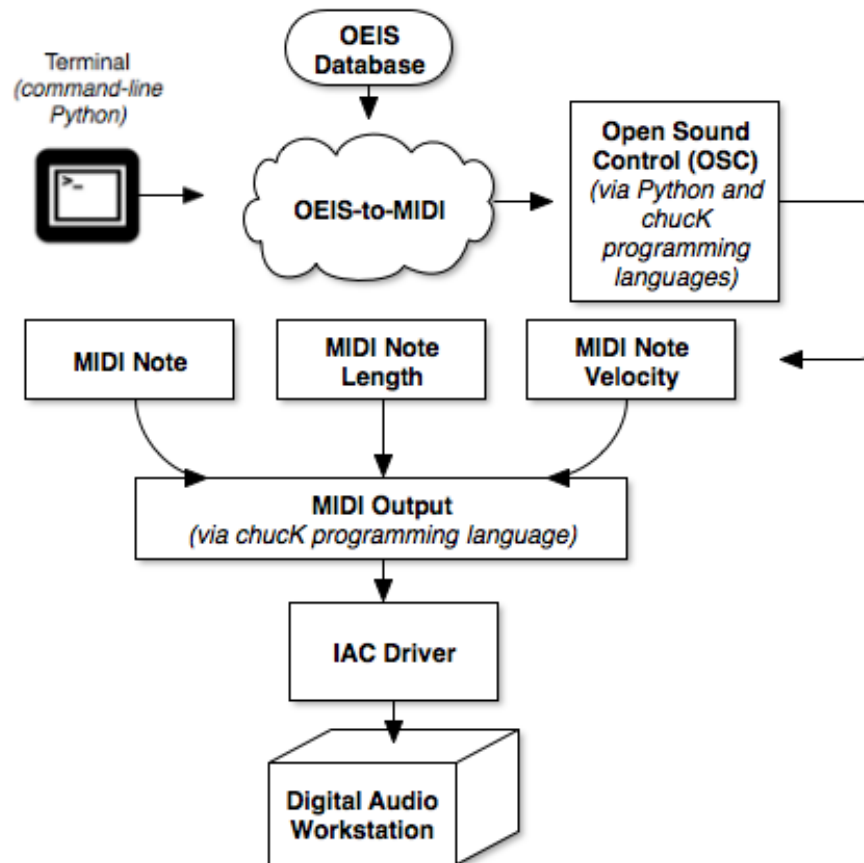 OEIS
Database
Terminal
(command-line
Python)
>_
OEIS-to-MIDI
Open Sound
Control (OSC)
(via Python and
chucK
programming
languages)
MIDI Note
MIDI Note
Length
MIDI Note
Velocity
MIDI Output
(via chucK programming language)
IAC Driver
Digital Audio
Workstation